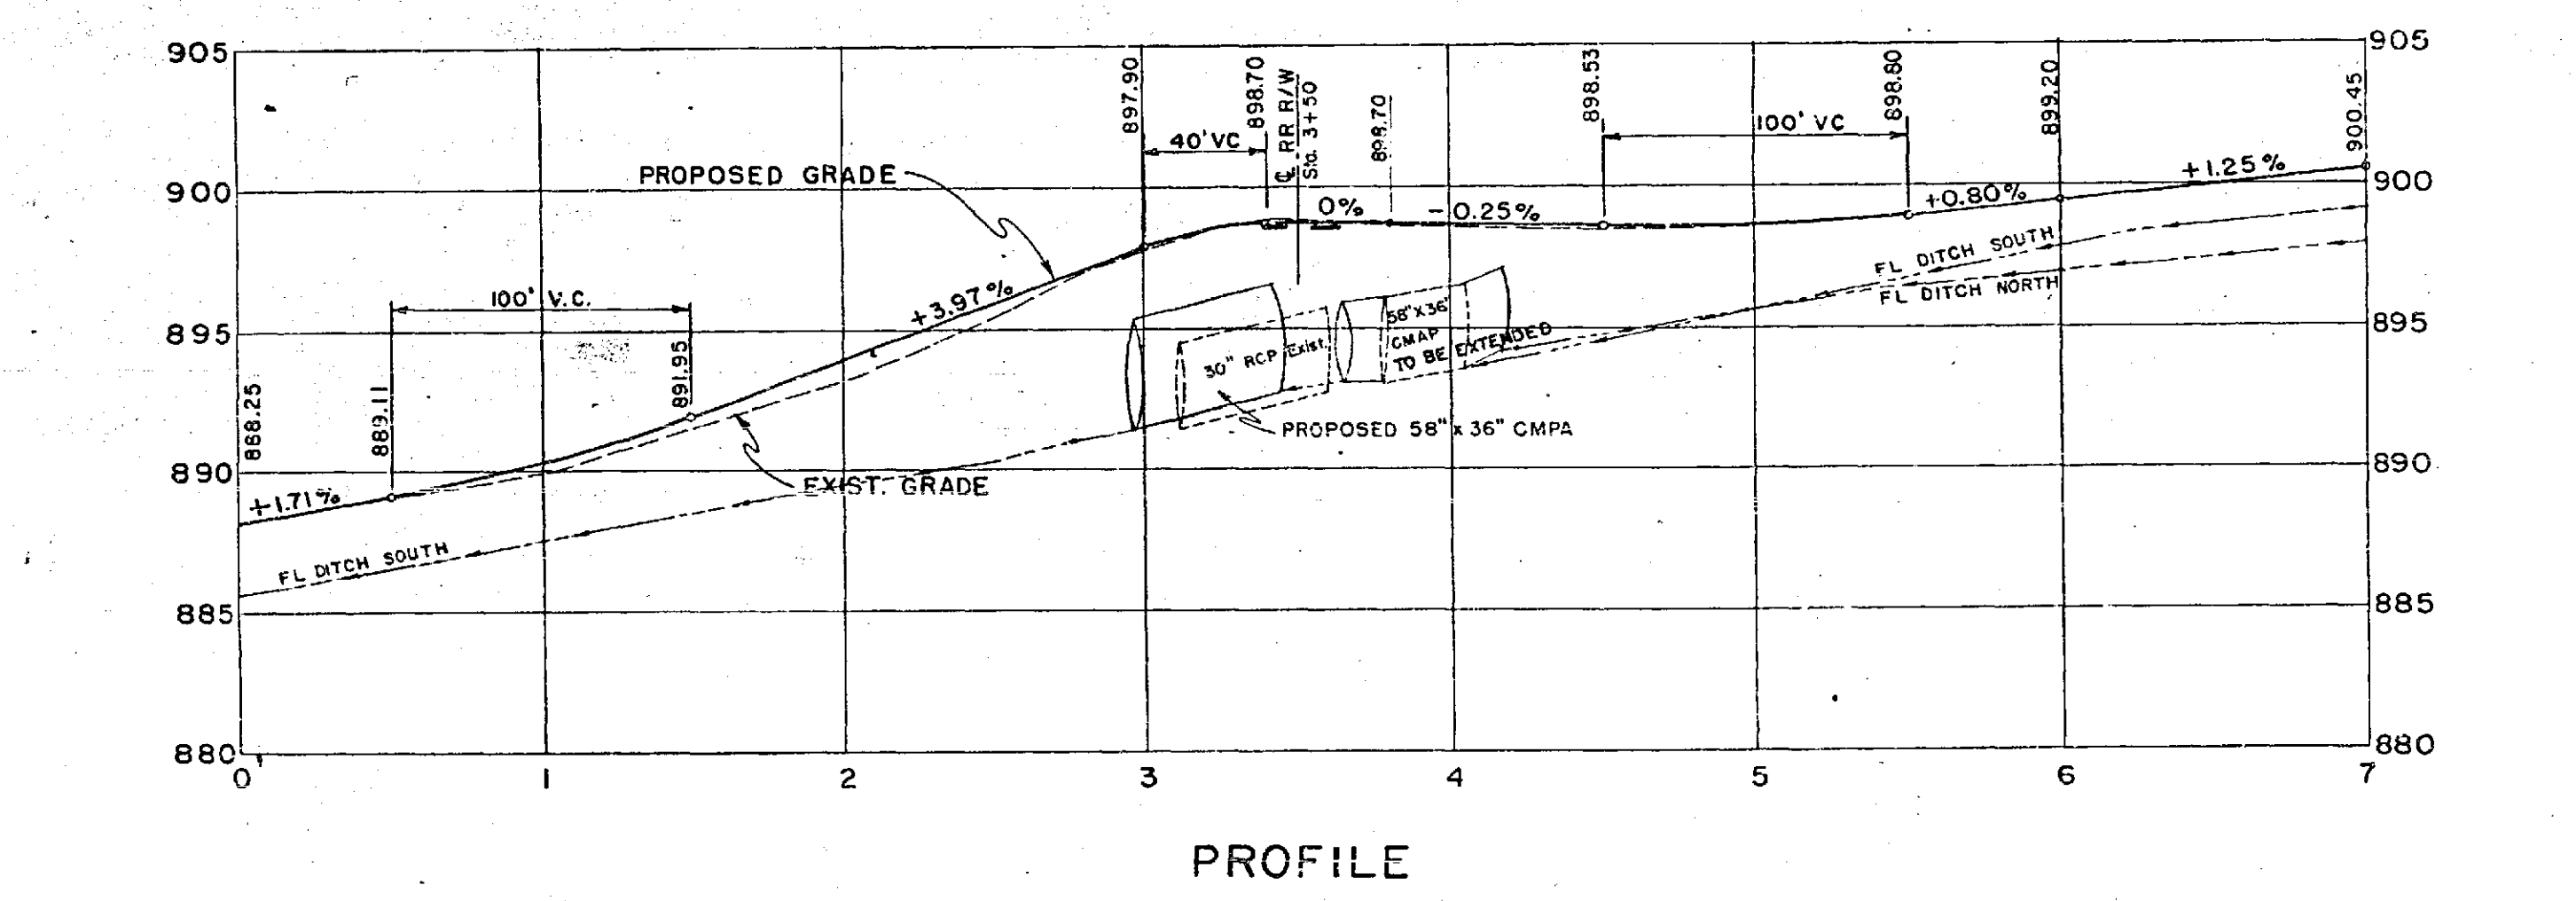 905
905
897.90
898.70
℄ RR R/W
Sta. 3+50
898.70
898.53
898.80
899.20
900.45
40' VC
100' VC
PROPOSED GRADE
900
900
0%
-0.25%
+0.80%
+1.25%
FL DITCH SOUTH
FL DITCH NORTH
100' V.C.
+3.97%
895
895
58"x36"
CMAP
TO BE EXTENDED
30" RCP Exist.
868.25
889.11
891.95
PROPOSED 58"x 36" CMPA
890
890
+1.71%
EXIST. GRADE
FL DITCH SOUTH
885
885
880
880
0
1
2
3
4
5
6
7
PROFILE